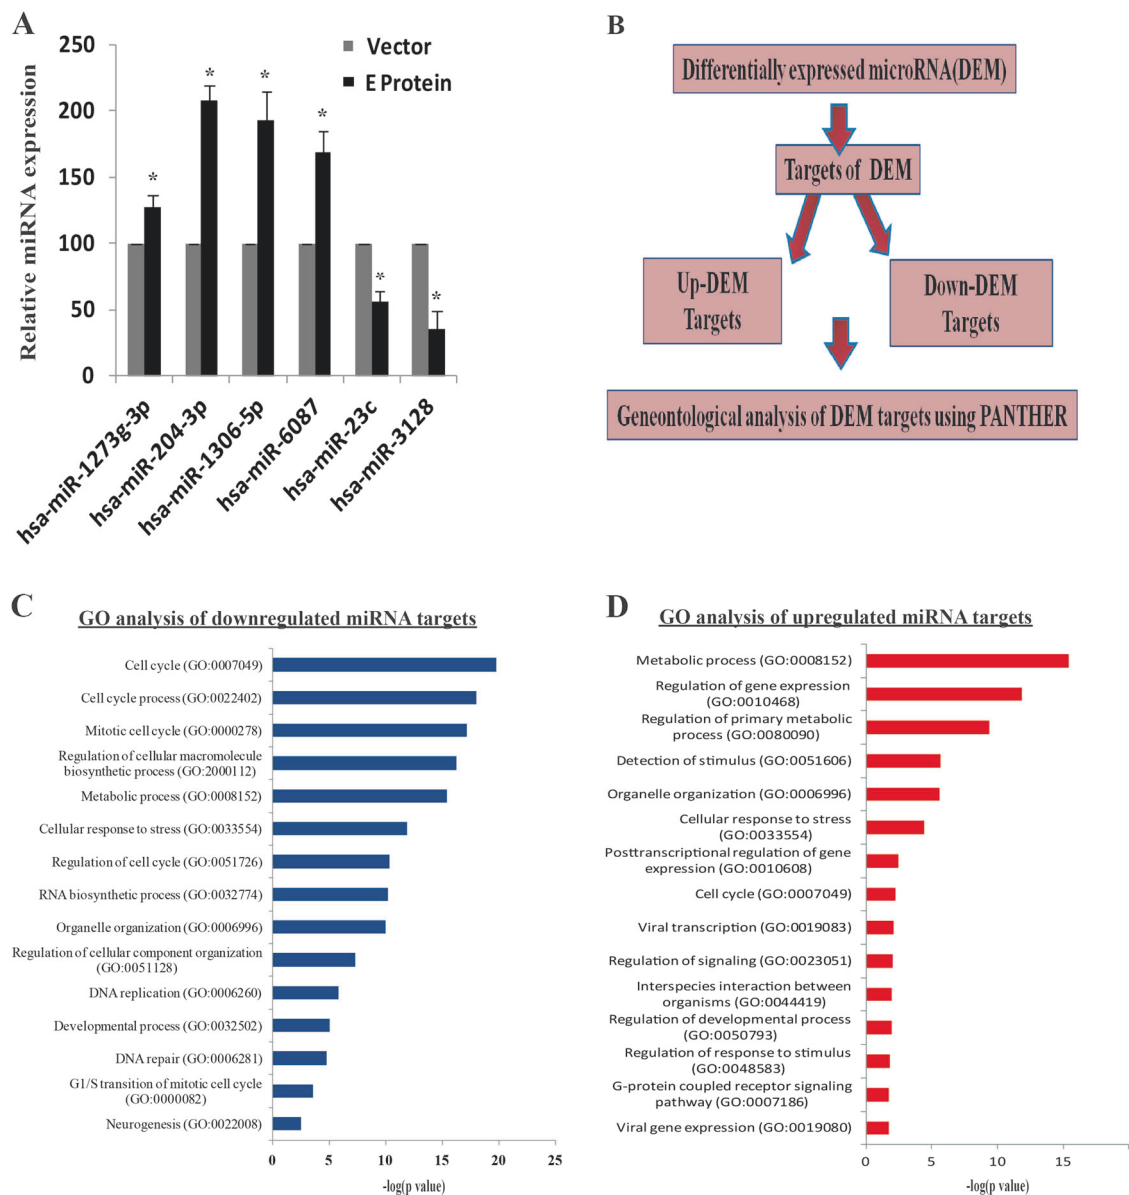 A
Relative miRNA expression
250
200
150
100
50
0
Vector
E Protein
*
*
*
*
*
*
hsa-miR-1273g-3p
hsa-miR-204-3p
hsa-miR-1306-5p
hsa-miR-6087
hsa-miR-23c
hsa-miR-3128
B
Differentially expressed microRNA(DEM)
Targets of DEM
Up-DEM
Targets
Down-DEM
Targets
Geneontological analysis of DEM targets using PANTHER
C
GO analysis of downregulated miRNA targets
Cell cycle (GO:0007049)
Cell cycle process (GO:0022402)
Mitotic cell cycle (GO:0000278)
Regulation of cellular macromolecule
biosynthetic process (GO:2000112)
Metabolic process (GO:0008152)
Cellular response to stress (GO:0033554)
Regulation of cell cycle (GO:0051726)
RNA biosynthetic process (GO:0032774)
Organelle organization (GO:0006996)
Regulation of cellular component organization
(GO:0051128)
DNA replication (GO:0006260)
Developmental process (GO:0032502)
DNA repair (GO:0006281)
G1/S transition of mitotic cell cycle
(GO:0000082)
Neurogenesis (GO:0022008)
0 5 10 15 20 25
-log(p value)
D
GO analysis of upregulated miRNA targets
Metabolic process (GO:0008152)
Regulation of gene expression
(GO:0010468)
Regulation of primary metabolic
process (GO:0080090)
Detection of stimulus (GO:0051606)
Organelle organization (GO:0006996)
Cellular response to stress
(GO:0033554)
Posttranscriptional regulation of gene
expression (GO:0010608)
Cell cycle (GO:0007049)
Viral transcription (GO:0019083)
Regulation of signaling (GO:0023051)
Interspecies interaction between
organisms (GO:0044419)
Regulation of developmental process
(GO:0050793)
Regulation of response to stimulus
(GO:0048583)
G-protein coupled receptor signaling
pathway (GO:0007186)
Viral gene expression (GO:0019080)
0 5 10 15
-log(p value)